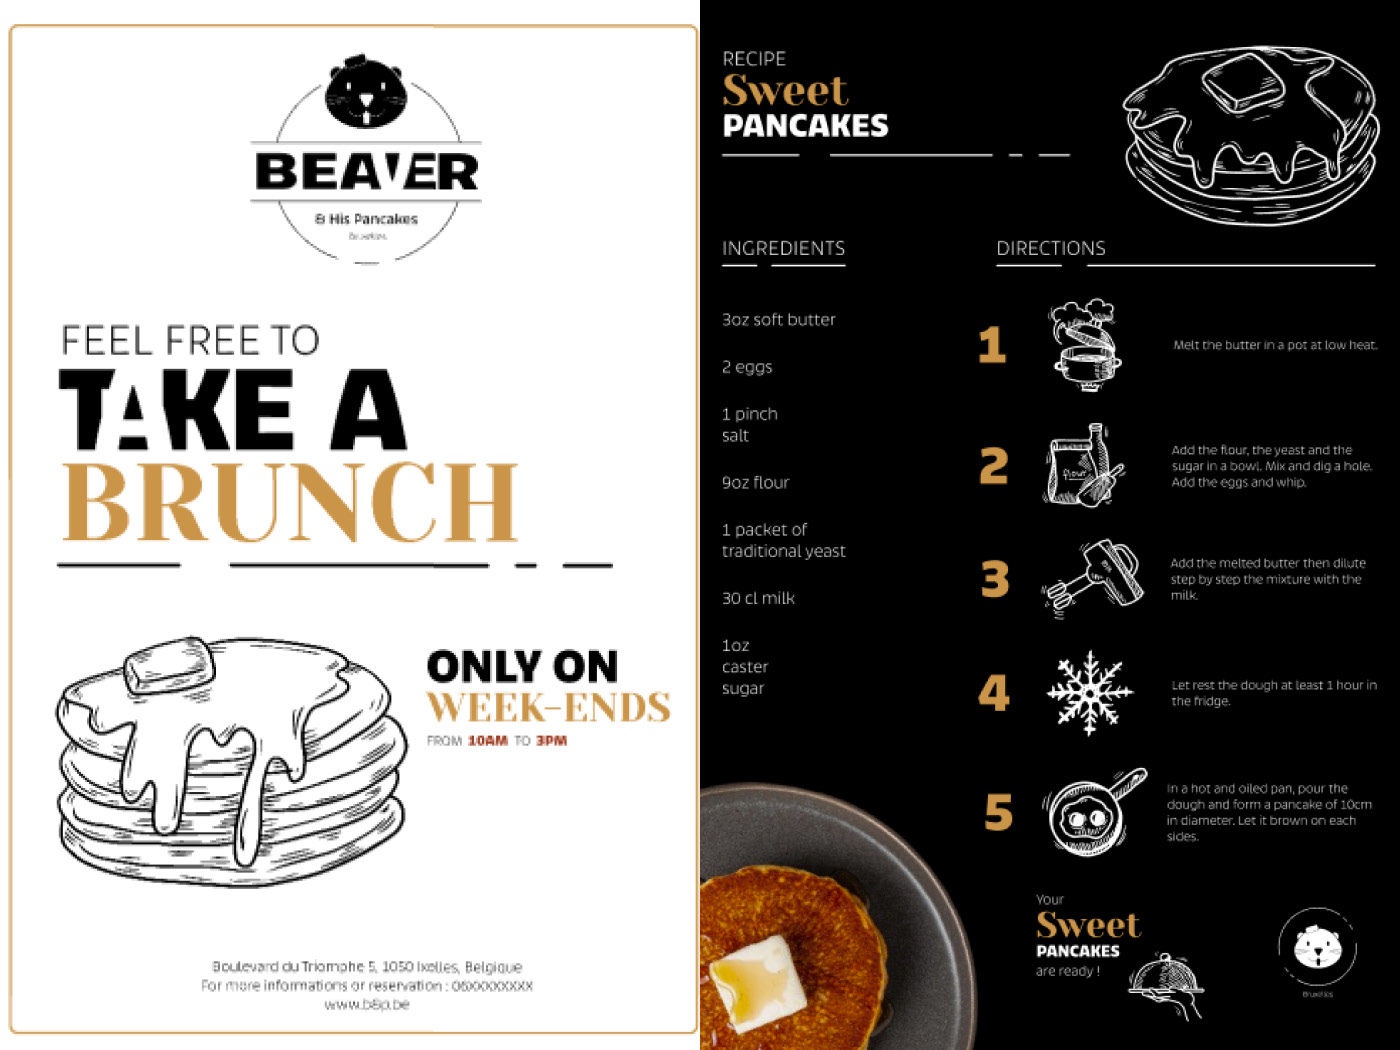 BEAVER
& His Pancakes
FEEL FREE TO
TAKE A
BRUNCH
ONLY ON
WEEK-ENDS
FROM 10AM TO 3PM
Boulevard du Triomphe 5, 1050 Ixelles, Belgique
For more informations or reservation : 06XXXXXXXX
www.b&p.be
RECIPE
Sweet
PANCAKES
INGREDIENTS
3oz soft butter
2 eggs
1 pinch
salt
9oz flour
1 packet of
traditional yeast
30 cl milk
1oz
caster
sugar
DIRECTIONS
1
Melt the butter in a pot at low heat.
2
flour
Add the flour, the yeast and the
sugar in a bowl. Mix and dig a hole.
Add the eggs and whip.
3
Add the melted butter then dilute
step by step the mixture with the
milk.
4
Let rest the dough at least 1 hour in
the fridge.
5
In a hot and oiled pan, pour the
dough and form a pancake of 10cm
in diameter. Let it brown on each
sides.
Your
Sweet
PANCAKES
are ready !
Bruxelles